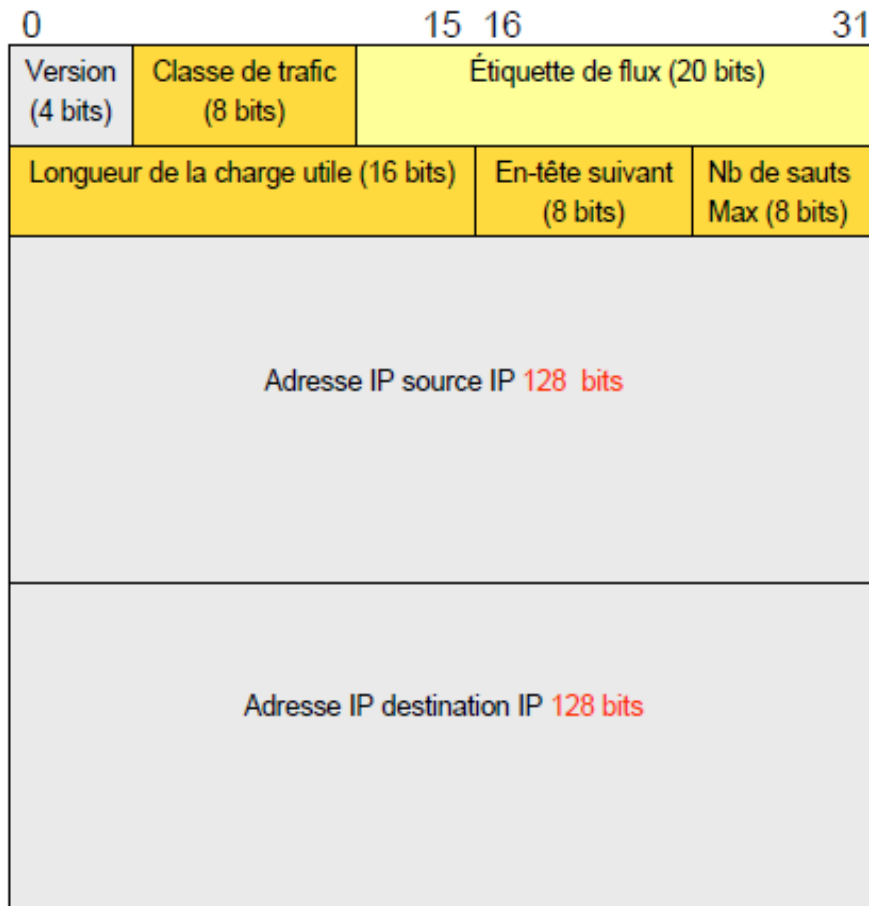 0 15 16 31
Version Classe de trafic Étiquette de flux (20 bits)
(4 bits) (8 bits)
Longueur de la charge utile (16 bits) En-tête suivant Nb de sauts
(8 bits) Max (8 bits)
Adresse IP source IP 128 bits
Adresse IP destination IP 128 bits